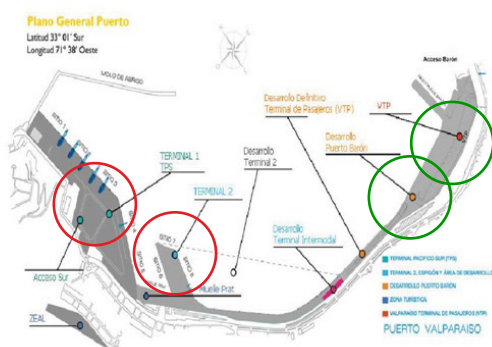 Plano General Puerto
Latitud 33° 01' Sur
Longitud 71° 38' Oeste
MOLO DE ABRIGO
Acceso Barón
VTP
Desarrollo Definitivo
Terminal de Pasajeros (VTP)
Desarrollo
Puerto Barón
SITIO 1
TERMINAL 1
TPS
Desarrollo
Terminal 2
TERMINAL 2
Desarrollo
Terminal Intermodal
Acceso Sur
Muelle Prat
ZEAL
TERMINAL PACIFICO SUR (TPS)
TERMINAL 2, ESPIGÓN Y ÁREA DE DESARROLLO
DESARROLLO PUERTO BARÓN
ZONA TURÍSTICA
VALPARAISO TERMINAL DE PASAJEROS (VTP)
PUERTO VALPARAISO